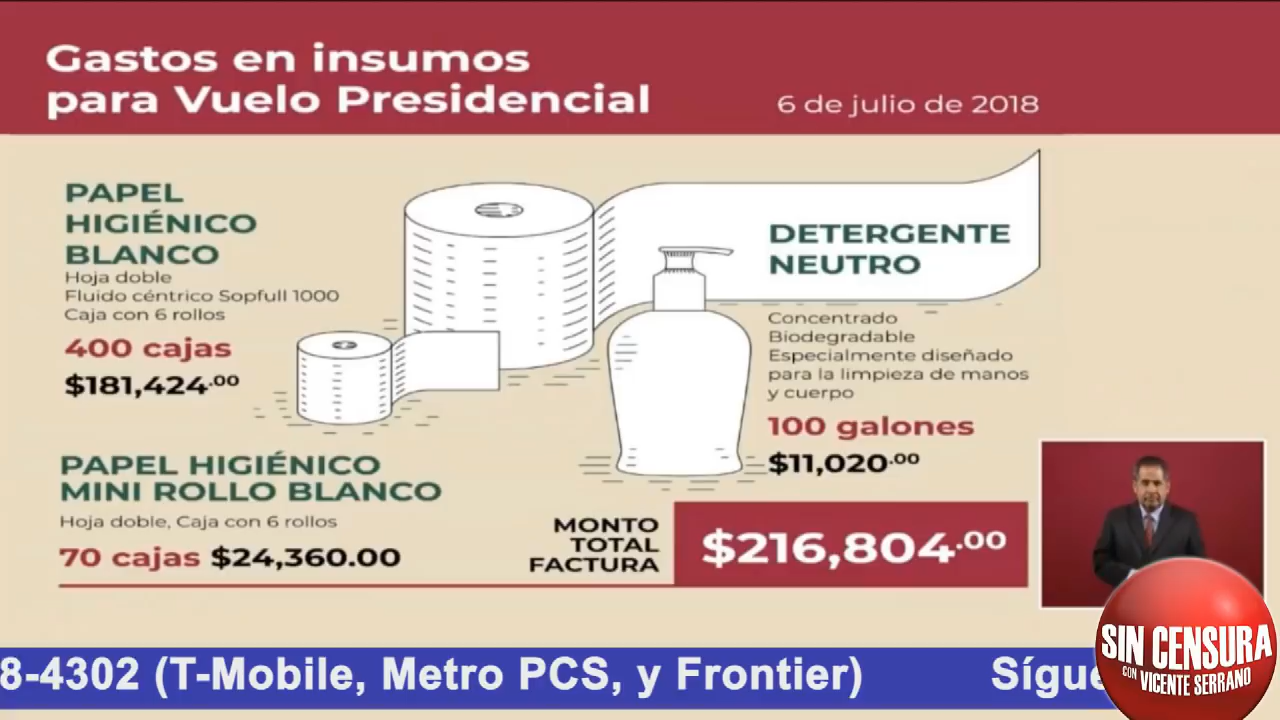 Gastos en insumos
para Vuelo Presidencial
6 de julio de 2018
PAPEL
HIGIÉNICO
BLANCO
Hoja doble
Fluido céntrico Sopfull 1000
Caja con 6 rollos
400 cajas
$181,424.00
DETERGENTE
NEUTRO
Concentrado
Biodegradable
Especialmente diseñado
para la limpieza de manos
y cuerpo
100 galones
$11,020.00
PAPEL HIGIÉNICO
MINI ROLLO BLANCO
Hoja doble, Caja con 6 rollos
70 cajas $24,360.00
MONTO
TOTAL
FACTURA
$216,804.00
8-4302 (T-Mobile, Metro PCS, y Frontier)
Sígue
SIN CENSURA
CON VICENTE SERRANO